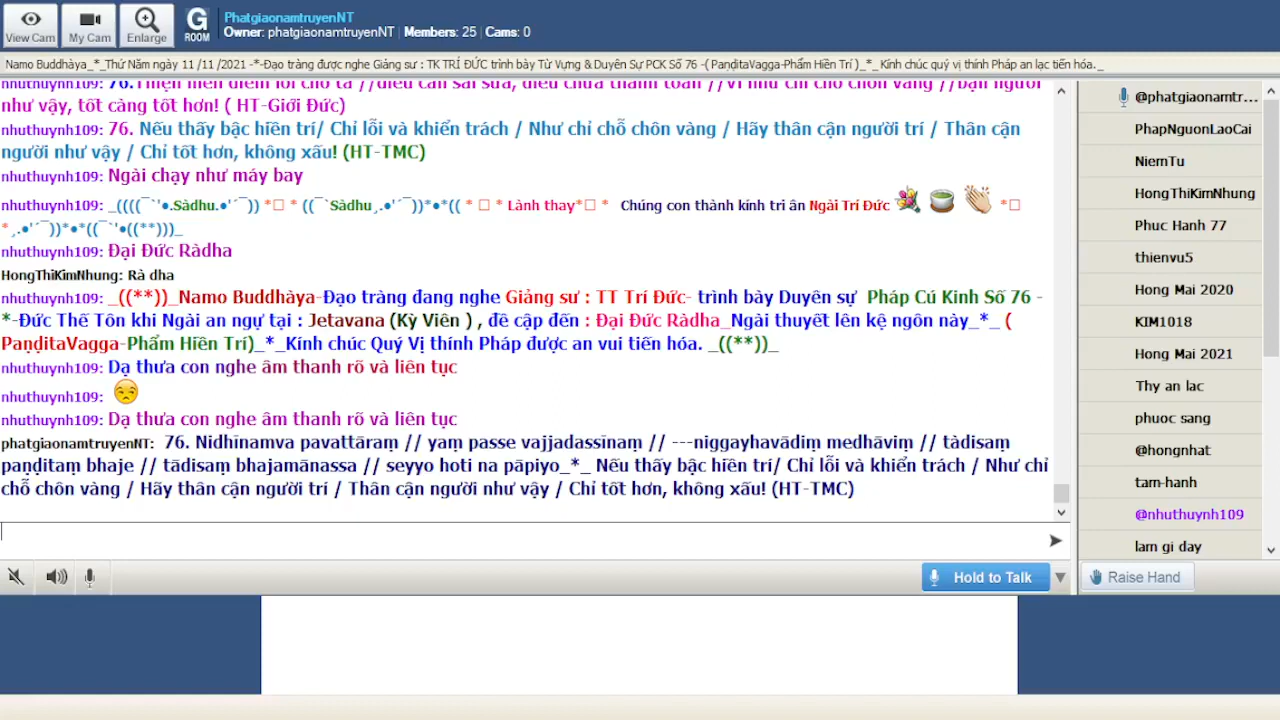 PhatgiaonamtruyenNT
Owner: phatgiaonamtruyenNT | Members: 25 | Cams: 0
View Cam
My Cam
Enlarge
G
ROOM
Namo Buddhàya_*_Thứ Năm ngày 11 /11 /2021 -*-Đạo tràng được nghe Giảng sư : TK TRÍ ĐỨC trình bày Từ Vựng & Duyên Sự PCK Số 76 -( PaṇḍitaVagga-Phẩm Hiền Trí )_*_ Kính chúc quý vị thính Pháp an lạc tiến hóa._
như vậy, tốt càng tốt hơn! ( HT-Giới Đức)
nhuthuynh109: 76. Nếu thấy bậc hiền trí/ Chỉ lỗi và khiển trách / Như chỉ chỗ chôn vàng / Hãy thân cận người trí / Thân cận
người như vậy / Chỉ tốt hơn, không xấu! (HT-TMC)
nhuthuynh109: Ngài chạy như máy bay
nhuthuynh109: _((((¯`'•.Sàdhu.•'´¯)) *□ * ((¯`Sàdhu¸.•'´¯))*•*(( * □ * Lành thay*□ * Chúng con thành kính tri ân Ngài Trí Đức *□
*¸.•'´¯))*•*((¯`'•((**)))_
nhuthuynh109: Đại Đức Ràdha
HongThiKimNhung: Rà dha
nhuthuynh109: _((**))_Namo Buddhàya-Đạo tràng đang nghe Giảng sư : TT Trí Đức- trình bày Duyên sự Pháp Cú Kinh Số 76 -
*-Đức Thế Tôn khi Ngài an ngự tại : Jetavana (Kỳ Viên ) , đề cập đến : Đại Đức Ràdha_Ngài thuyết lên kệ ngôn này_*_ (
PaṇḍitaVagga-Phẩm Hiền Trí)_*_Kính chúc Quý Vị thính Pháp được an vui tiến hóa. _((**))_
nhuthuynh109: Dạ thưa con nghe âm thanh rõ và liên tục
nhuthuynh109:
nhuthuynh109: Dạ thưa con nghe âm thanh rõ và liên tục
phatgiaonamtruyenNT: 76. Nidhīnaṃva pavattāraṃ // yaṃ passe vajjadassīnaṃ // ---niggayhavādiṃ medhāviṃ // tàdisaṃ
paṇḍitaṃ bhaje // tādisaṃ bhajamānassa // seyyo hoti na pāpiyo_*_ Nếu thấy bậc hiền trí/ Chỉ lỗi và khiển trách / Như chỉ
chỗ chôn vàng / Hãy thân cận người trí / Thân cận người như vậy / Chỉ tốt hơn, không xấu! (HT-TMC)
@phatgiaonamtr...
PhapNguonLaoCai
NiemTu
HongThiKimNhung
Phuc Hanh 77
thienvu5
Hong Mai 2020
KIM1018
Hong Mai 2021
Thy an lac
phuoc sang
@hongnhat
tam-hanh
@nhuthuynh109
lam gi day
Hold to Talk
Raise Hand